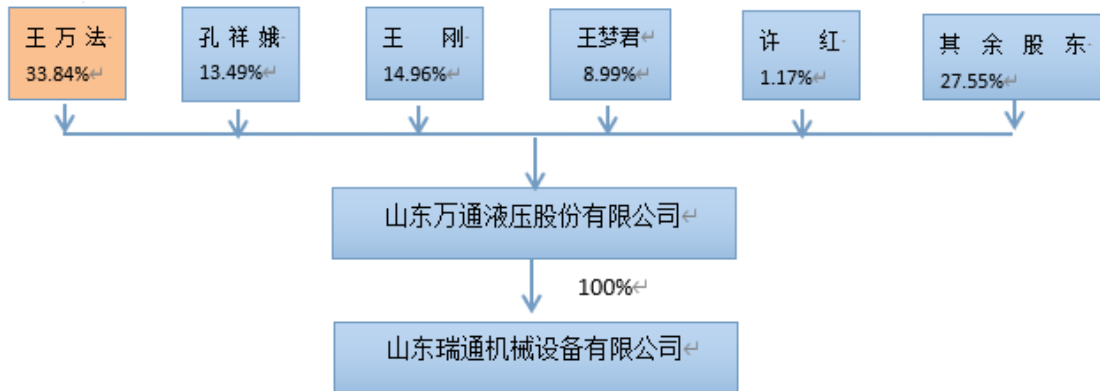 王万法
33.84%
孔祥娥
13.49%
王 刚
14.96%
王梦君
8.99%
许 红
1.17%
其余股东
27.55%
山东万通液压股份有限公司
100%
山东瑞通机械设备有限公司